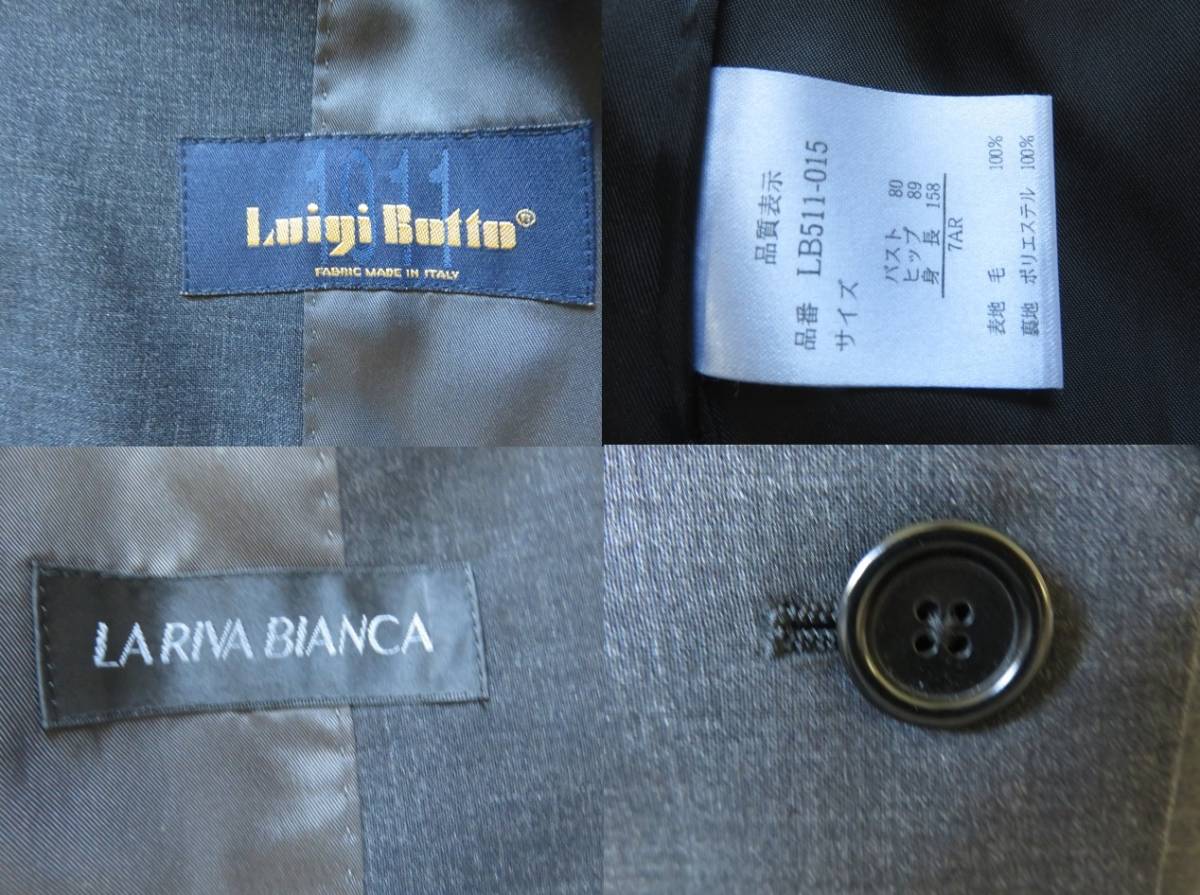 1911
Luigi Botto®
FABRIC MADE IN ITALY
品質表示
品番 LB511-015
サイズ
バスト 80
ヒップ 89
身長 158
7AR
表地 毛 100%
裏地 ポリエステル 100%
LA RIVA BIANCA